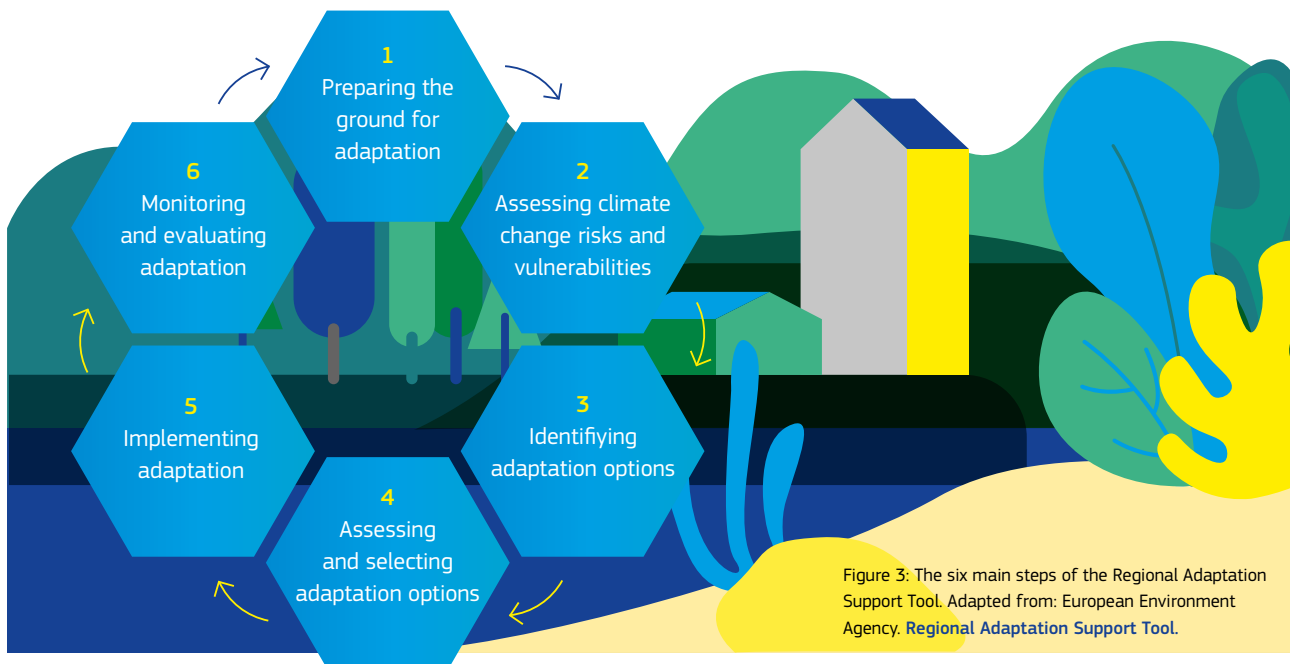 1
Preparing the
ground for
adaptation
2
Assessing climate
change risks and
vulnerabilities
3
Identifiying
adaptation options
4
Assessing
and selecting
adaptation options
5
Implementing
adaptation
6
Monitoring
and evaluating
adaptation
Figure 3: The six main steps of the Regional Adaptation
Support Tool. Adapted from: European Environment
Agency. Regional Adaptation Support Tool.